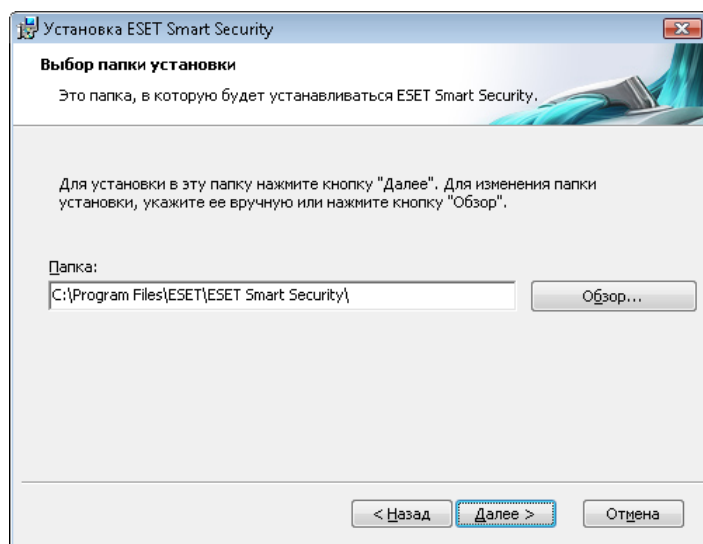 Установка ESET Smart Security
Выбор папки установки
Это папка, в которую будет устанавливаться ESET Smart Security.
Для установки в эту папку нажмите кнопку "Далее". Для изменения папки
установки, укажите ее вручную или нажмите кнопку "Обзор".
Папка:
C:\Program Files\ESET\ESET Smart Security\
Обзор...
< Назад
Далее >
Отмена